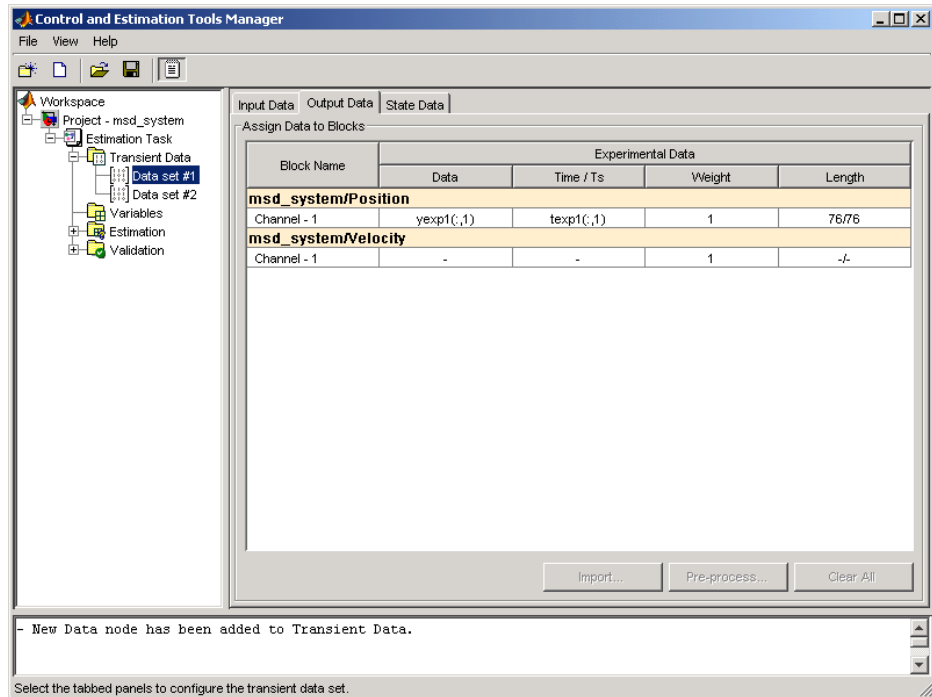 Control and Estimation Tools Manager
File View Help
Workspace
Project - msd_system
Estimation Task
Transient Data
Data set #1
Data set #2
Variables
Estimation
Validation
Input Data Output Data State Data
Assign Data to Blocks
Block Name Experimental Data
Data Time / Ts Weight Length
msd_system/Position
Channel - 1 yexp1(:,1) texp1(:,1) 1 76/76
msd_system/Velocity
Channel - 1 - - 1 -/-
Import... Pre-process... Clear All
- New Data node has been added to Transient Data.
Select the tabbed panels to configure the transient data set.